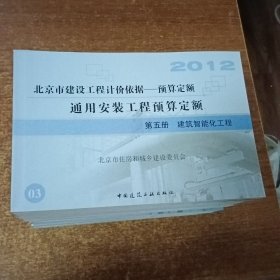 2012
北京市建设工程计价依据——预算定额
通用安装工程预算定额
第五册 建筑智能化工程
北京市住房和城乡建设委员会
03
中国建筑工业出版社